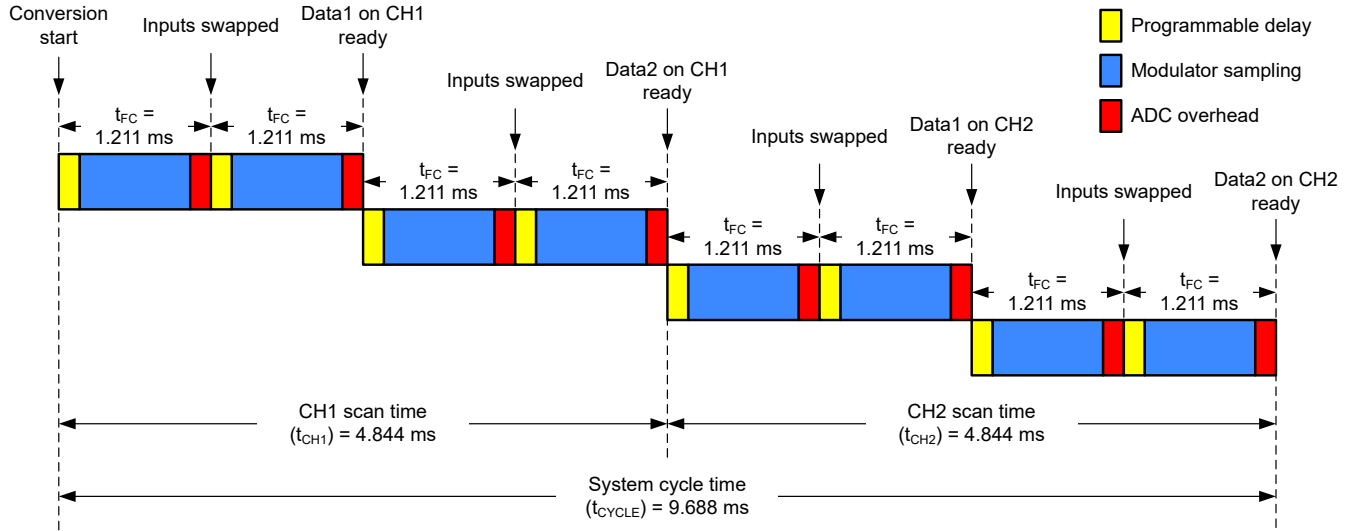 Conversion
start
Inputs swapped
Data1 on CH1
ready
Inputs swapped
Data2 on CH1
ready
Inputs swapped
Data1 on CH2
ready
Inputs swapped
Data2 on CH2
ready
Programmable delay
Modulator sampling
ADC overhead
tFC =
1.211 ms
tFC =
1.211 ms
tFC =
1.211 ms
tFC =
1.211 ms
tFC =
1.211 ms
tFC =
1.211 ms
tFC =
1.211 ms
tFC =
1.211 ms
CH1 scan time
(tCH1) = 4.844 ms
CH2 scan time
(tCH2) = 4.844 ms
System cycle time
(tCYCLE) = 9.688 ms